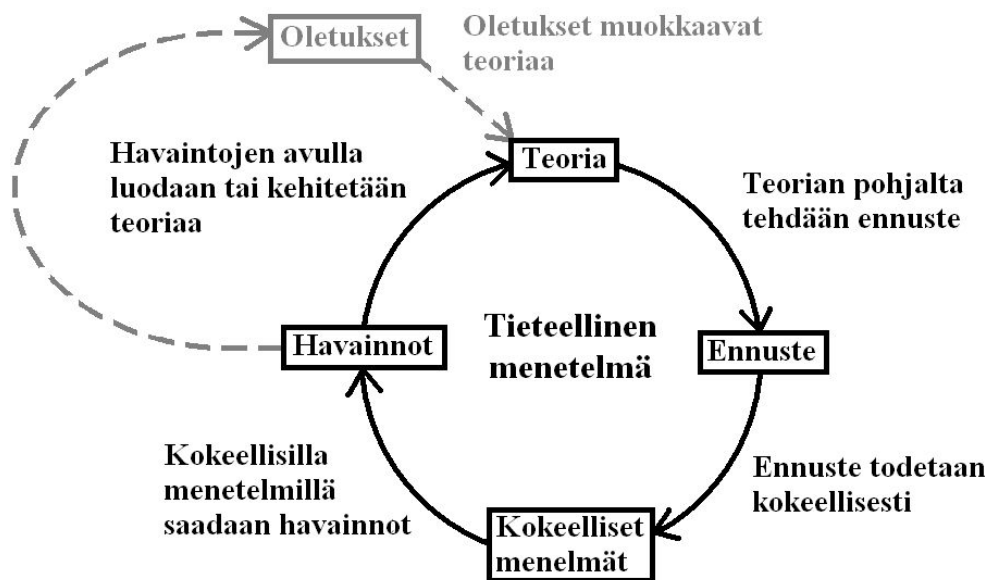 Oletukset
Oletukset muokkaavat
teoriaa
Havaintojen avulla
luodaan tai kehitetään
teoriaa
Teoria
Teorian pohjalta
tehdään ennuste
Havainnot
Tieteellinen
menetelmä
Ennuste
Kokeellisilla
menetelmillä
saadaan havainnot
Ennuste todetaan
kokeellisesti
Kokeelliset
menelmät